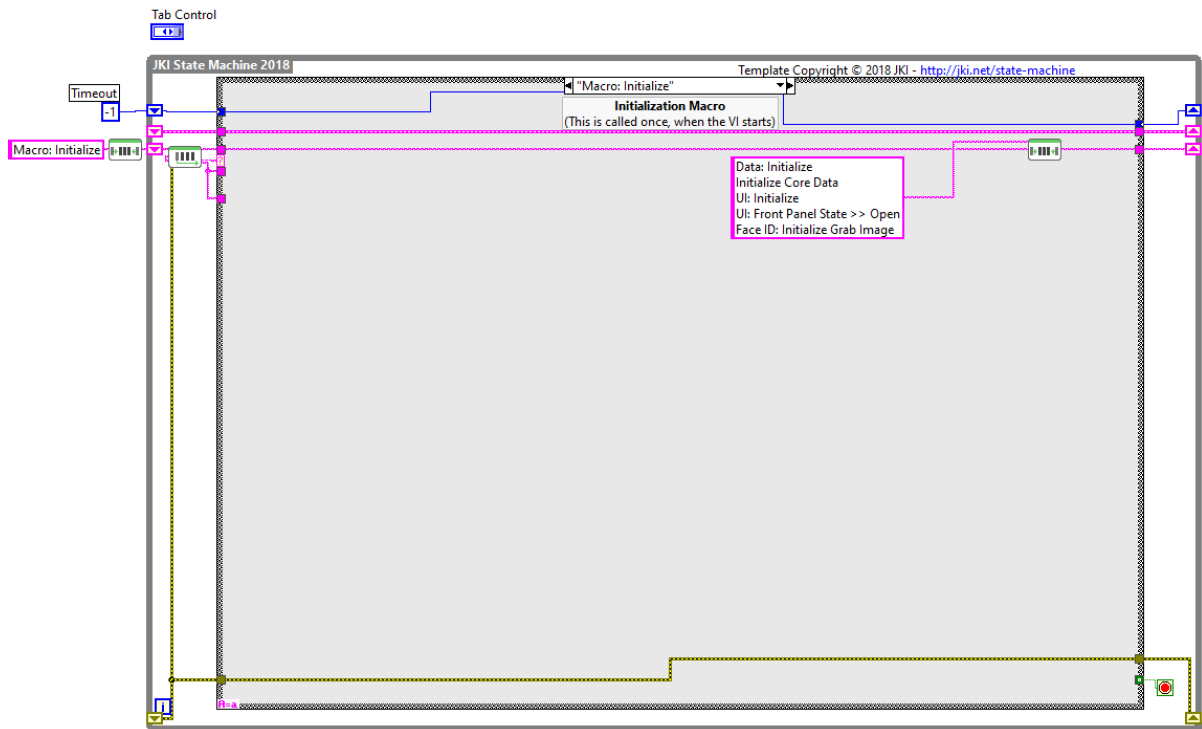 Tab Control
JKI State Machine 2018
Template Copyright © 2018 JKI - http://jki.net/state-machine
"Macro: Initialize"
Timeout
-1
Initialization Macro
(This is called once, when the VI starts)
Macro: Initialize
?
Data: Initialize
Initialize Core Data
UI: Initialize
UI: Front Panel State >> Open
Face ID: Initialize Grab Image
i
A=a